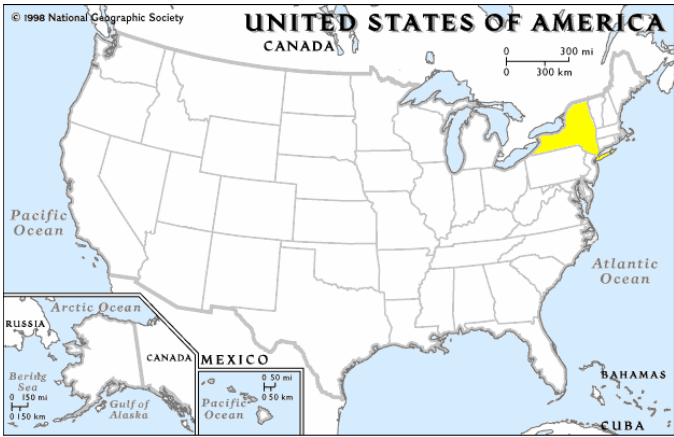 © 1998 National Geographic Society
UNITED STATES OF AMERICA
CANADA
0 300 mi
0 300 km
Pacific
Ocean
Atlantic
Ocean
Arctic Ocean
RUSSIA
CANADA
Bering
Sea
0 150 mi
0 150 km
Gulf of
Alaska
MEXICO
0 50 mi
0 50 km
Pacific
Ocean
BAHAMAS
CUBA